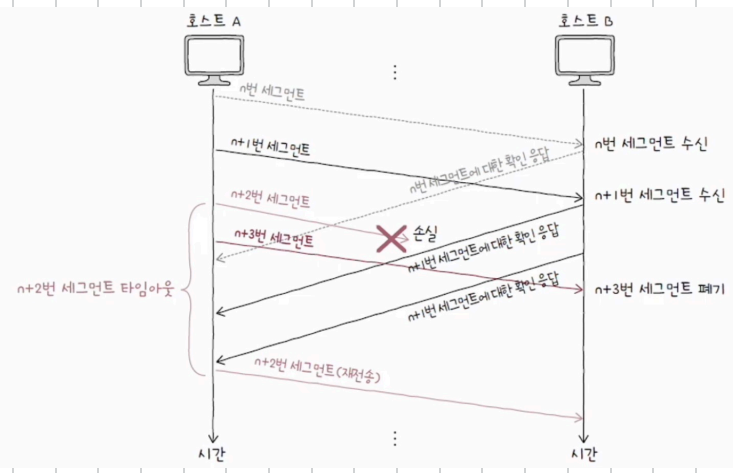 호스트 A
호스트 B
n번 세그먼트
n+1번 세그먼트
n번 세그먼트 수신
n번 세그먼트에 대한 확인 응답
n+2번 세그먼트
n+1번 세그먼트 수신
손실
n+3번 세그먼트
n+1번 세그먼트에 대한 확인 응답
n+2번 세그먼트 타임아웃
n+3번 세그먼트 폐기
n+1번 세그먼트에 대한 확인 응답
n+2번 세그먼트(재전송)
시간
시간